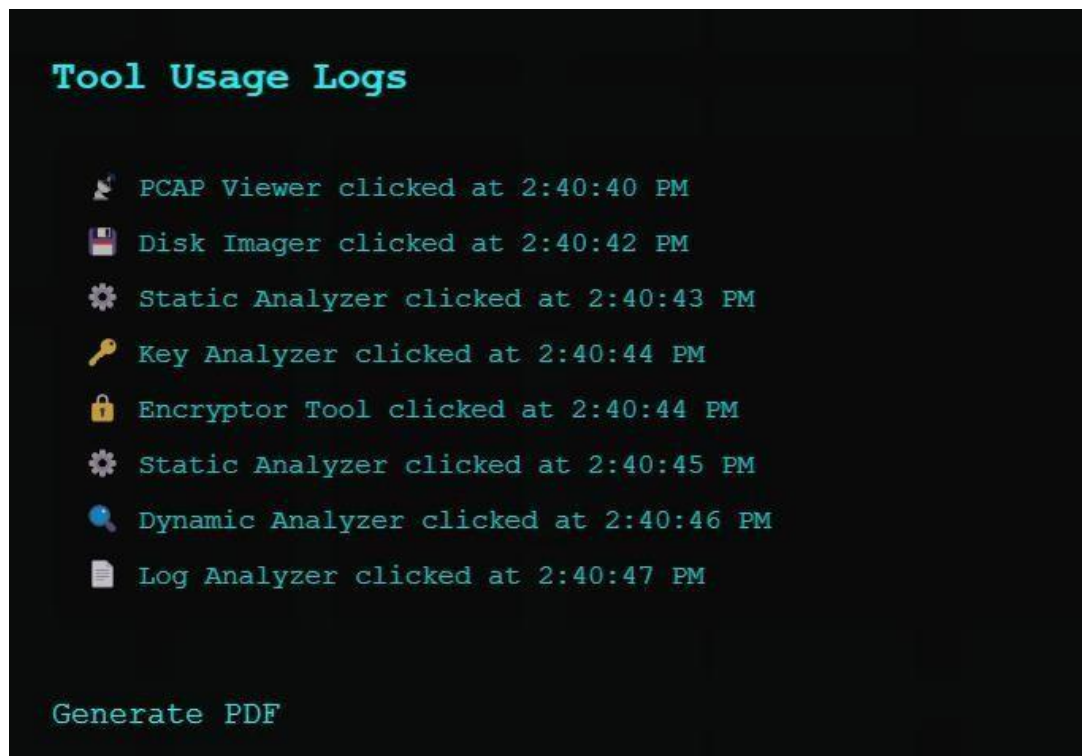 Tool Usage Logs
PCAP Viewer clicked at 2:40:40 PM
Disk Imager clicked at 2:40:42 PM
Static Analyzer clicked at 2:40:43 PM
Key Analyzer clicked at 2:40:44 PM
Encryptor Tool clicked at 2:40:44 PM
Static Analyzer clicked at 2:40:45 PM
Dynamic Analyzer clicked at 2:40:46 PM
Log Analyzer clicked at 2:40:47 PM
Generate PDF